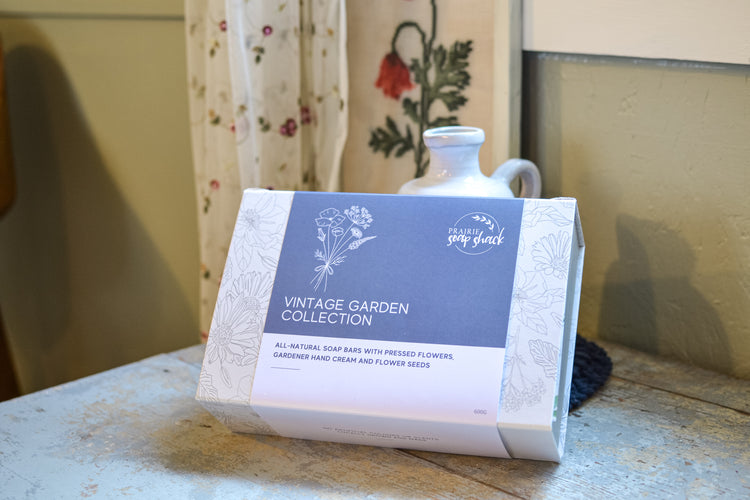 PRAIRIE
soap shack
VINTAGE GARDEN
COLLECTION
ALL-NATURAL SOAP BARS WITH PRESSED FLOWERS,
GARDENER HAND CREAM AND FLOWER SEEDS
600G